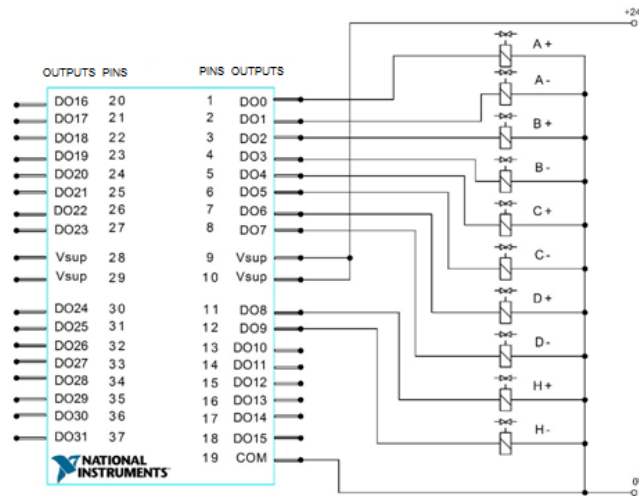 +24
OUTPUTS PINS PINS OUTPUTS
A +
DO16 20 1 DO0
A -
DO17 21 2 DO1
B +
DO18 22 3 DO2
DO19 23 4 DO3
B -
DO20 24 5 DO4
DO21 25 6 DO5
C +
DO22 26 7 DO6
DO23 27 8 DO7
C -
Vsup 28 9 Vsup
Vsup 29 10 Vsup
D +
DO24 30 11 DO8
DO25 31 12 DO9
D -
DO26 32 13 DO10
DO27 33 14 DO11
DO28 34 15 DO12
H +
DO29 35 16 DO13
DO30 36 17 DO14
H -
DO31 37 18 DO15
19 COM
NATIONAL
INSTRUMENTS